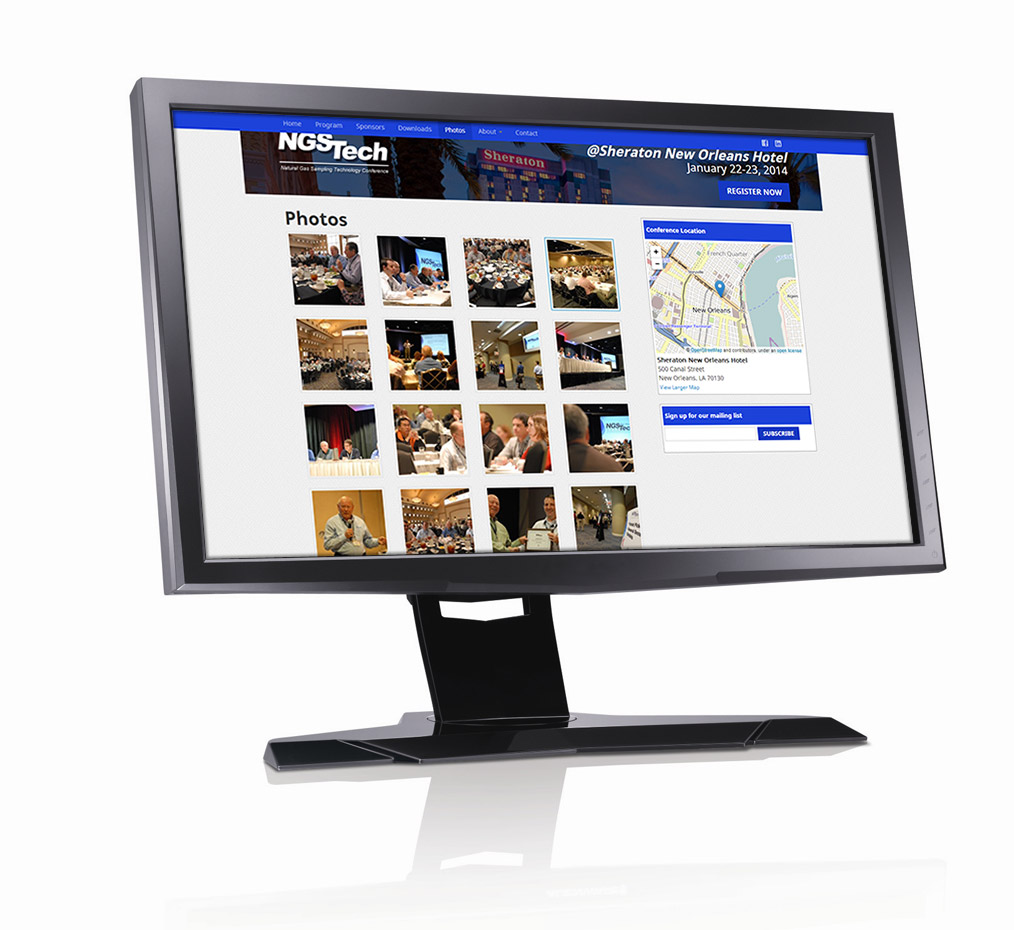 Home Program Sponsors Downloads Photos About Contact
NGSTech
Natural Gas Sampling Technology Conference
Sheraton
@Sheraton New Orleans Hotel
January 22-23, 2014
REGISTER NOW
Photos
NGSTech
NGSTech
Conference Location
+
-
French Quarter
New Orleans
Algiers
© OpenStreetMap and contributors, under an open license
Sheraton New Orleans Hotel
500 Canal Street
New Orleans, LA 70130
View Larger Map
Sign up for our mailing list
SUBSCRIBE